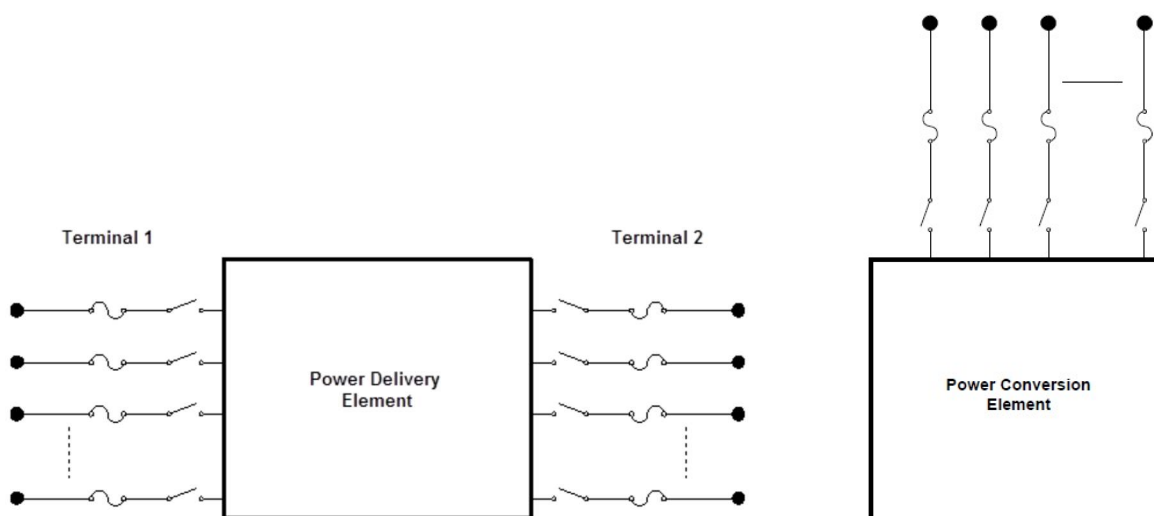 Terminal 1
Terminal 2
Power Delivery
Element
Power Conversion
Element